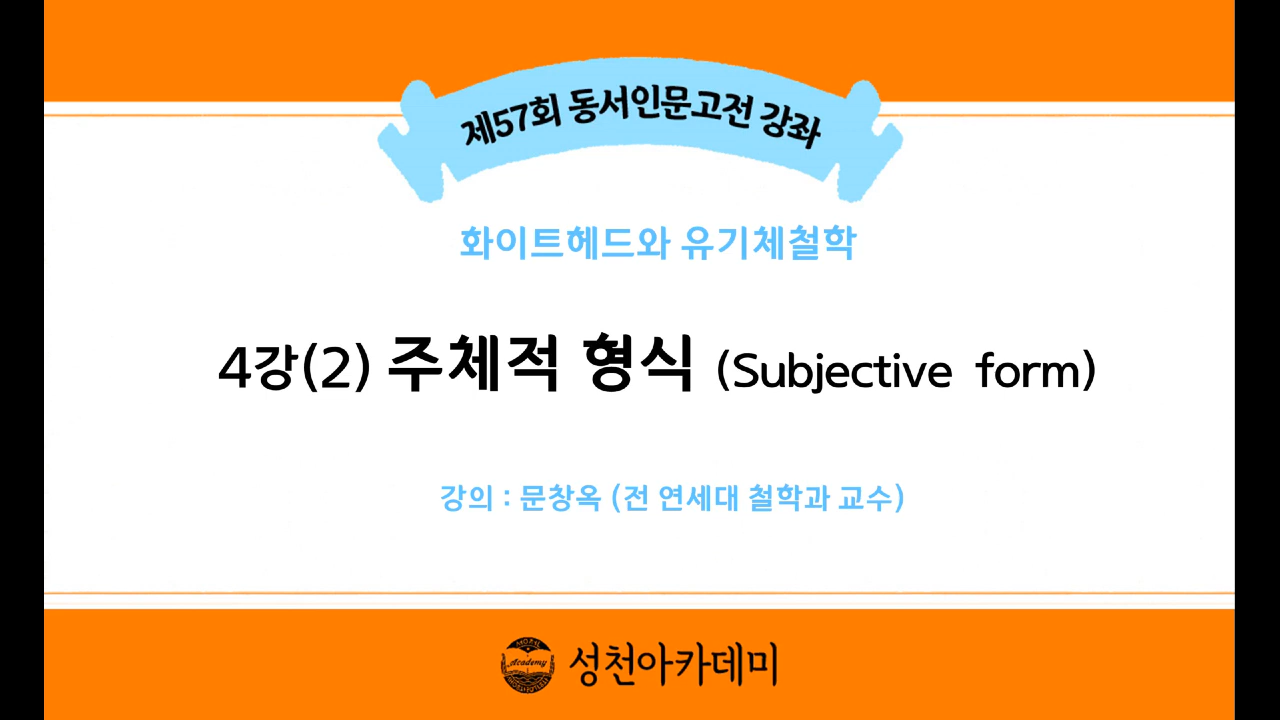 제57회 동서인문고전 강좌
화이트헤드와 유기체철학
4강(2) 주체적 형식 (Subjective form)
강의 : 문창옥 (전 연세대 철학과 교수)
Academy
성천아카데미